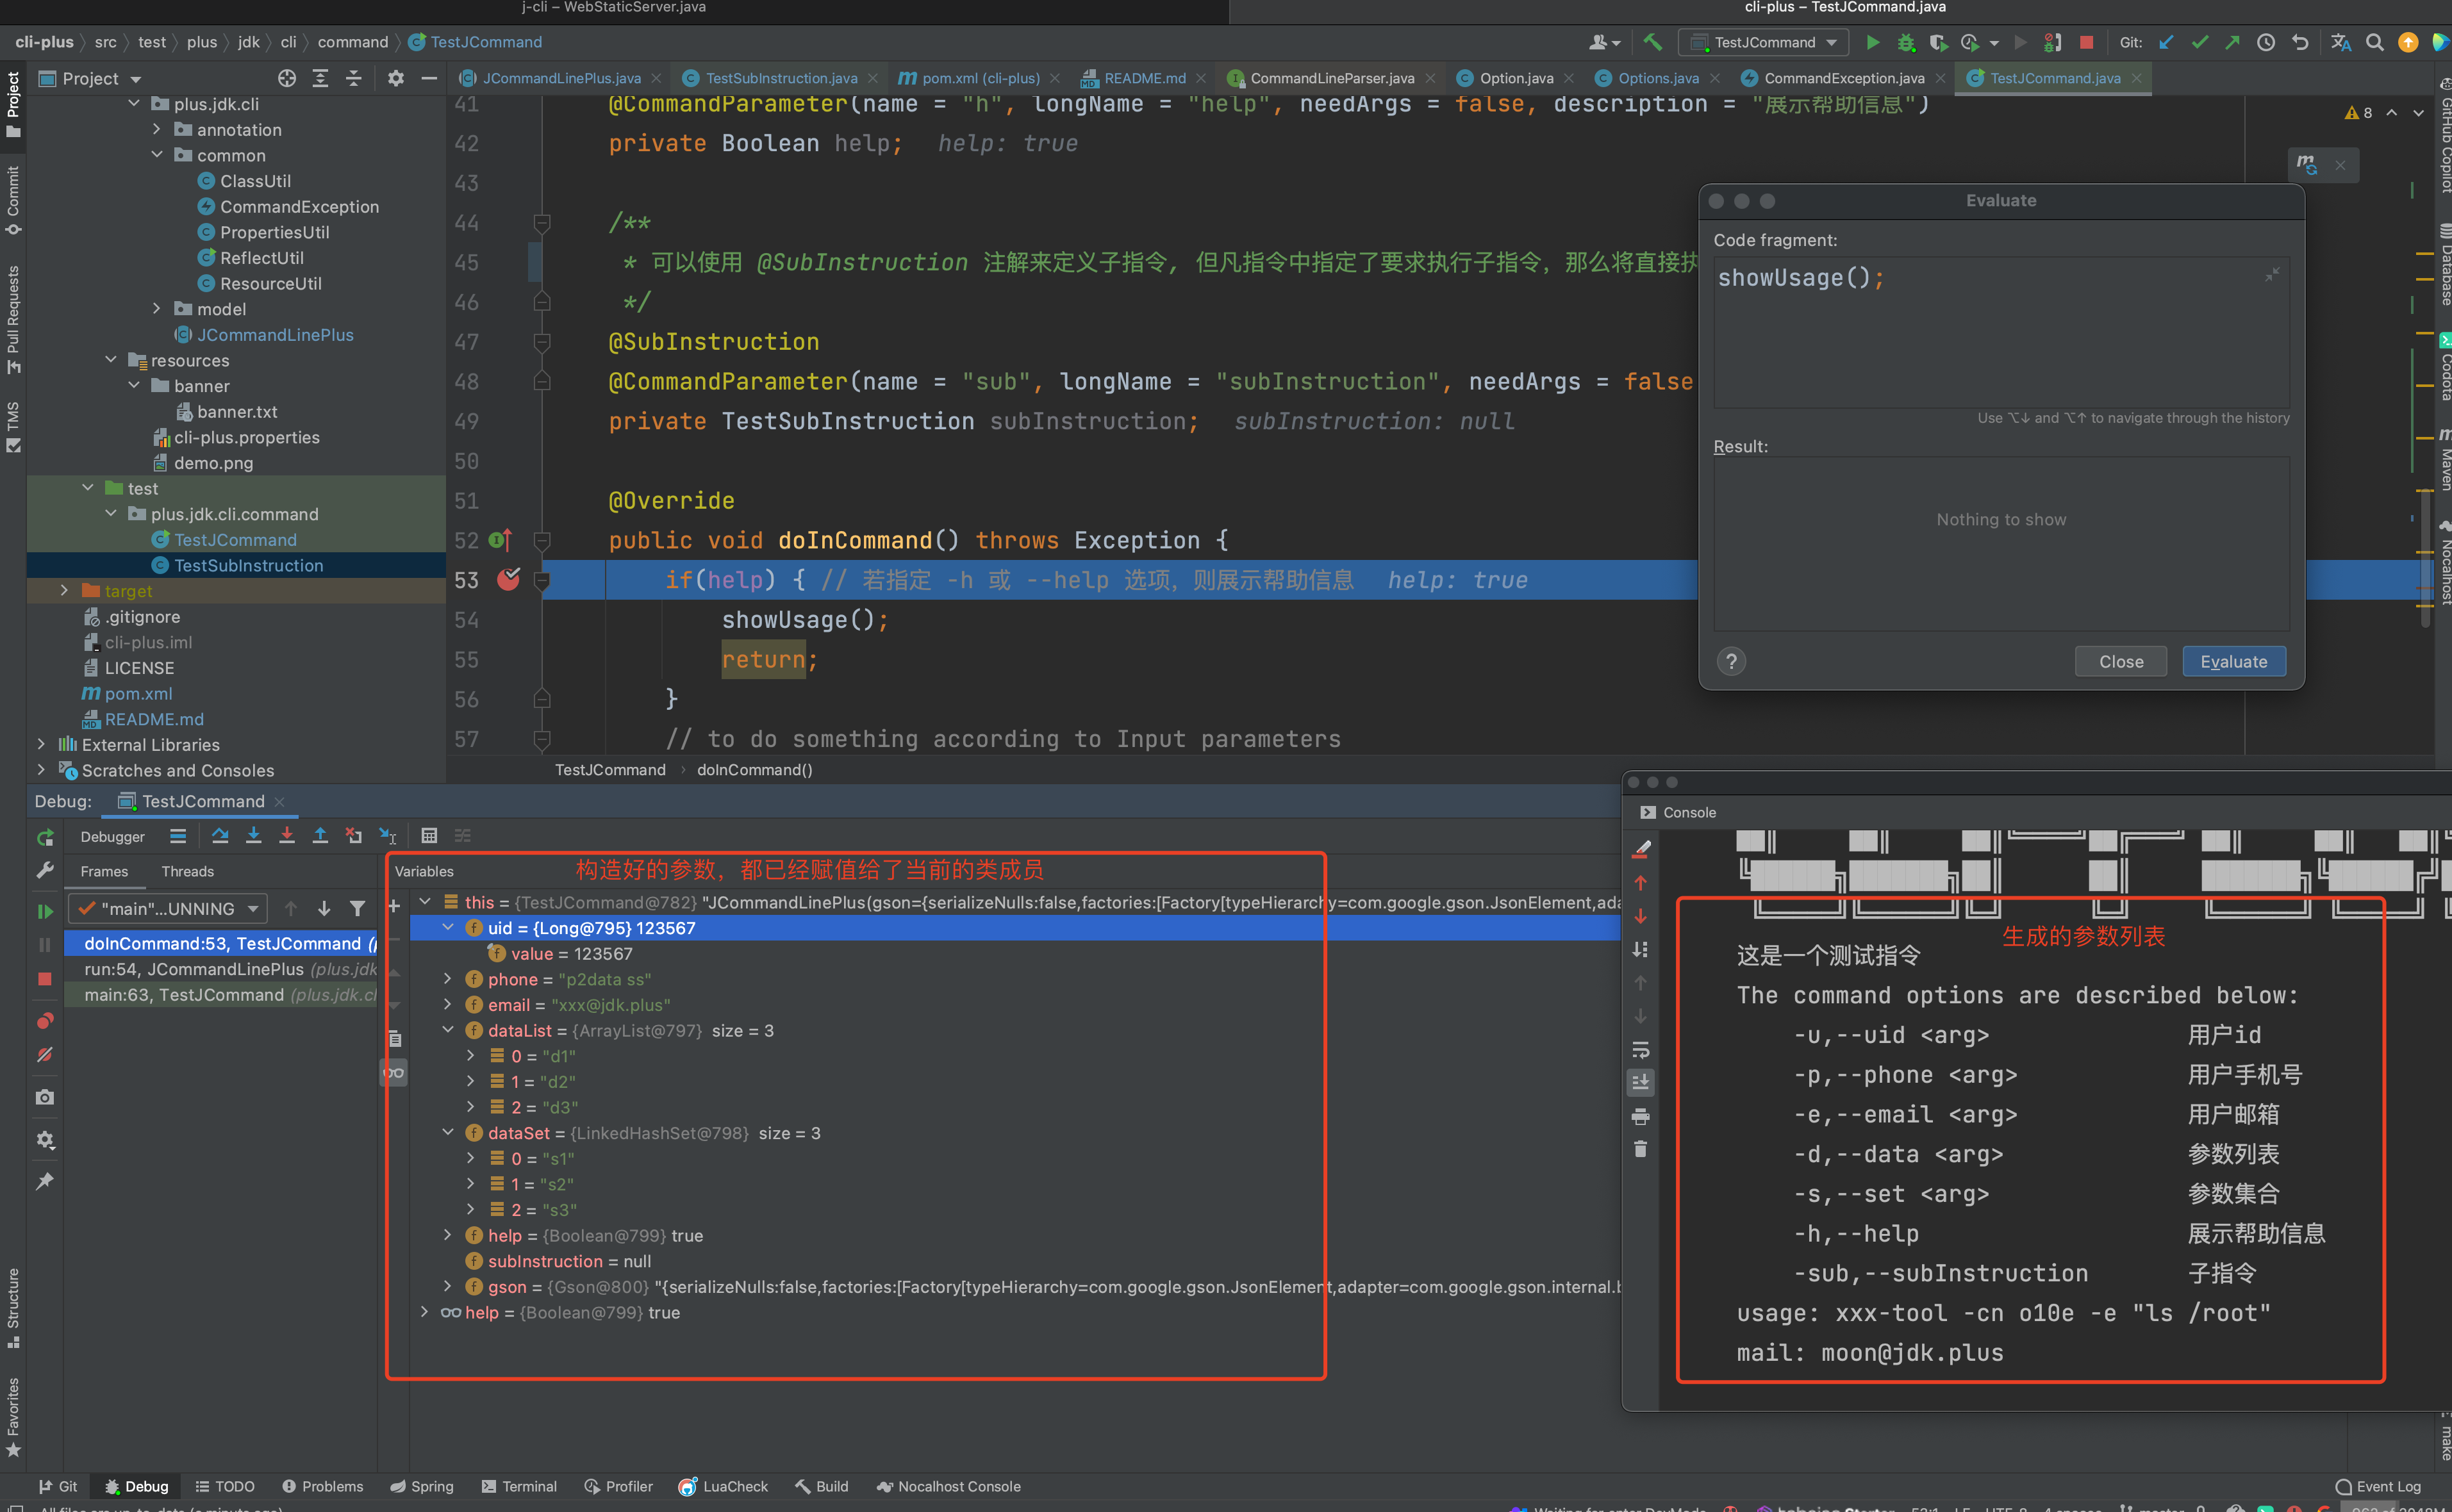 j-cli – WebStaticServer.java
cli-plus – TestJCommand.java
cli-plus › src › test › plus › jdk › cli › command › TestJCommand
TestJCommand
Git:
Project
JCommandLinePlus.java
TestSubInstruction.java
pom.xml (cli-plus)
README.md
CommandLineParser.java
Option.java
Options.java
CommandException.java
TestJCommand.java
Project
Commit
Pull Requests
TMS
Structure
Favorites
plus.jdk.cli
annotation
common
ClassUtil
CommandException
PropertiesUtil
ReflectUtil
ResourceUtil
model
JCommandLinePlus
resources
banner
banner.txt
cli-plus.properties
demo.png
test
plus.jdk.cli.command
TestJCommand
TestSubInstruction
target
.gitignore
cli-plus.iml
LICENSE
pom.xml
README.md
External Libraries
Scratches and Consoles
41 @CommandParameter(name = "h", longName = "help", needArgs = false, description = "展示帮助信息")
42 private Boolean help; help: true
43
44 /**
45 * 可以使用 @SubInstruction 注解来定义子指令, 但凡指令中指定了要求执行子指令, 那么将直接执
46 */
47 @SubInstruction
48 @CommandParameter(name = "sub", longName = "subInstruction", needArgs = false
49 private TestSubInstruction subInstruction; subInstruction: null
50
51 @Override
52 public void doInCommand() throws Exception {
53 if(help) { // 若指定 -h 或 --help 选项, 则展示帮助信息 help: true
54 showUsage();
55 return;
56 }
57 // to do something according to Input parameters
TestJCommand › doInCommand()
8
Evaluate
Code fragment:
showUsage();
Use ⌥↓ and ⌥↑ to navigate through the history
Result:
Nothing to show
?
Close
Evaluate
GitHub Copilot
Database
Codota
Maven
Nocalhost
make
Debug:
TestJCommand
Debugger
Frames
Threads
"main"...UNNING
doInCommand:53, TestJCommand
run:54, JCommandLinePlus (plus.jdk
main:63, TestJCommand (plus.jdk.cl
Variables
构造好的参数, 都已经赋值给了当前的类成员
this = {TestJCommand@782} "JCommandLinePlus(gson={serializeNulls:false,factories:[Factory[typeHierarchy=com.google.gson.JsonElement,ada
uid = {Long@795} 123567
value = 123567
phone = "p2data ss"
email = "xxx@jdk.plus"
dataList = {ArrayList@797} size = 3
0 = "d1"
1 = "d2"
2 = "d3"
dataSet = {LinkedHashSet@798} size = 3
0 = "s1"
1 = "s2"
2 = "s3"
help = {Boolean@799} true
subInstruction = null
gson = {Gson@800} "{serializeNulls:false,factories:[Factory[typeHierarchy=com.google.gson.JsonElement,adapter=com.google.gson.internal.b
help = {Boolean@799} true
Console
生成的参数列表
这是一个测试指令
The command options are described below:
-u,--uid <arg> 用户id
-p,--phone <arg> 用户手机号
-e,--email <arg> 用户邮箱
-d,--data <arg> 参数列表
-s,--set <arg> 参数集合
-h,--help 展示帮助信息
-sub,--subInstruction 子指令
usage: xxx-tool -cn o10e -e "ls /root"
mail: moon@jdk.plus
Git
Debug
TODO
Problems
Spring
Terminal
Profiler
LuaCheck
Build
Nocalhost Console
Event Log